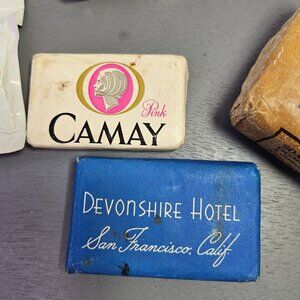 Pink
CAMAY
DEVONSHIRE HOTEL
San Francisco, Calif